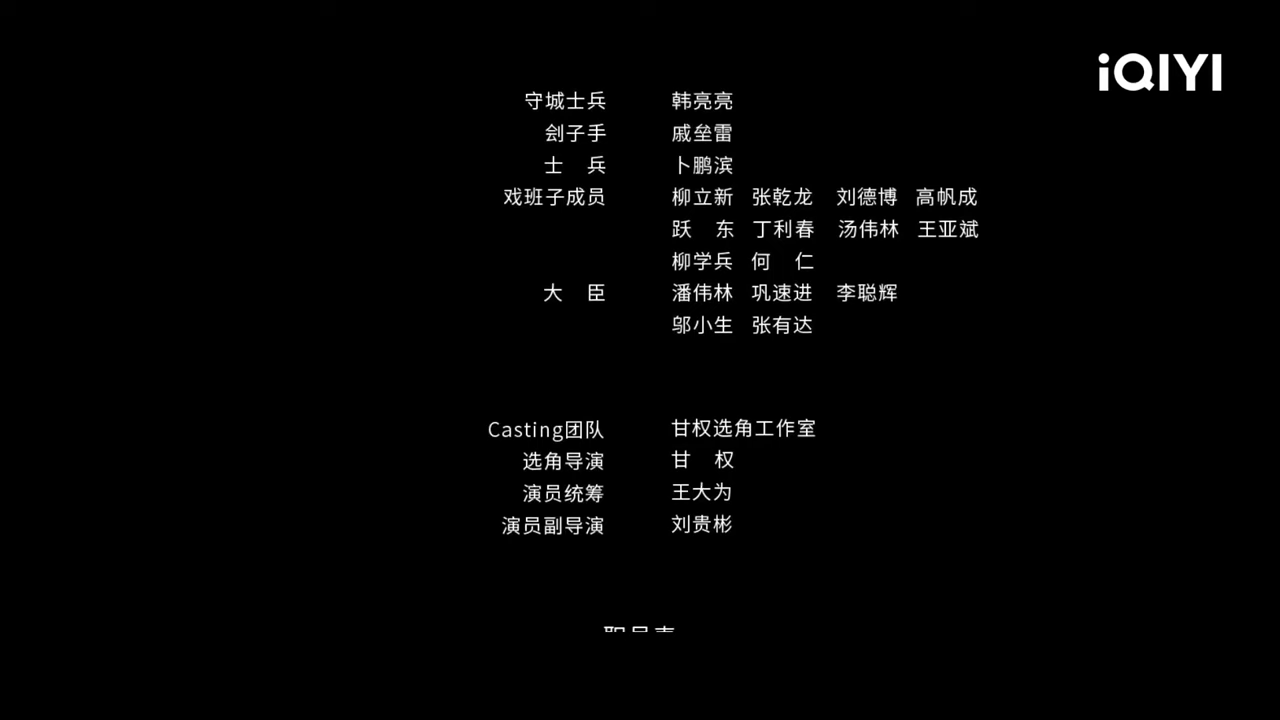 iQIYI
守城士兵 韩亮亮
刽子手 戚垒雷
士 兵 卜鹏滨
戏班子成员 柳立新 张乾龙 刘德博 高帆成
跃 东 丁利春 汤伟林 王亚斌
柳学兵 何 仁
大 臣 潘伟林 巩速进 李聪辉
邬小生 张有达
Casting团队 甘权选角工作室
选角导演 甘 权
演员统筹 王大为
演员副导演 刘贵彬